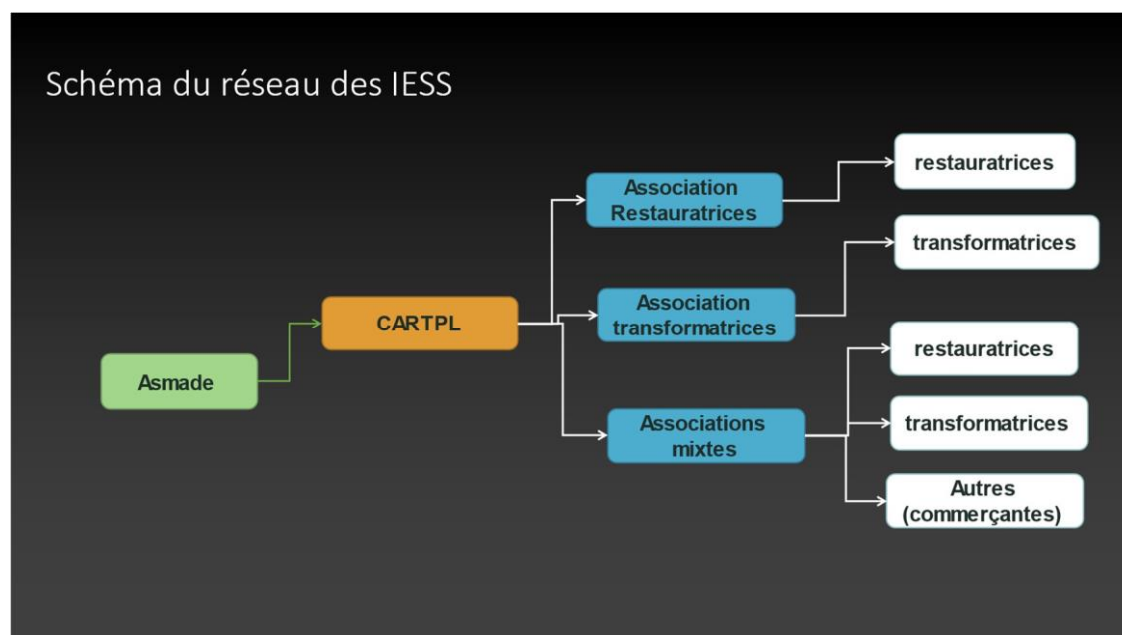 Schéma du réseau des IESS
Asmade
CARTPL
Association
Restauratrices
Association
transformatrices
Associations
mixtes
restauratrices
transformatrices
restauratrices
transformatrices
Autres
(commerçantes)